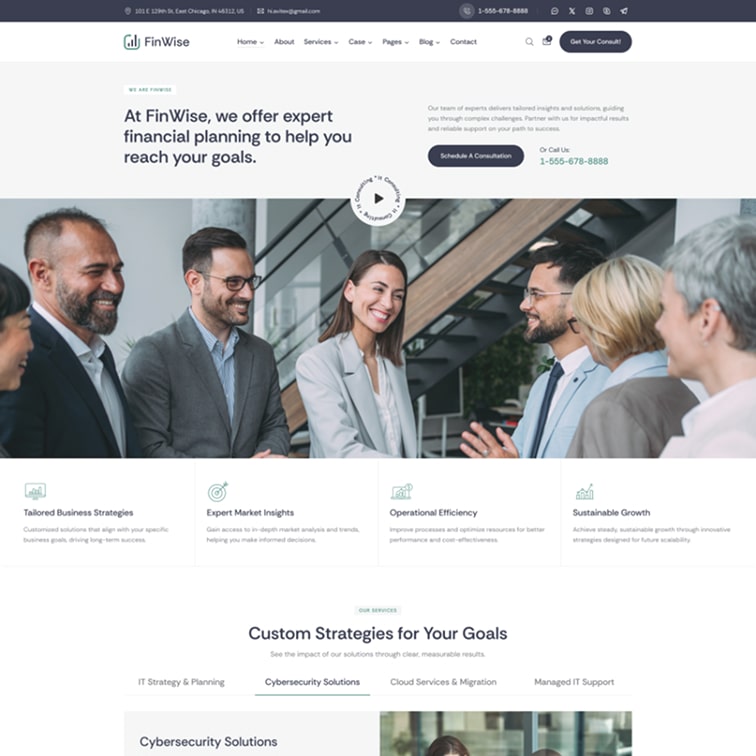 101 E 129th St, East Chicago, IN 46312, US
hi.avitex@gmail.com
1-555-678-8888
FinWise
Home
About
Services
Case
Pages
Blog
Contact
Get Your Consult!
WE ARE FINWISE
At FinWise, we offer expert
financial planning to help you
reach your goals.
Our team of experts delivers tailored insights and solutions, guiding
you through complex challenges. Partner with us for impactful results
and reliable support on your path to success.
Schedule A Consultation
Or Call Us:
1-555-678-8888
It Consulting * It Consulting * It Consulting *
Tailored Business Strategies
Customised solutions that align with your specific
business goals, driving long-term success.
Expert Market Insights
Gain access to in-depth market analysis and trends,
helping you make informed decisions.
Operational Efficiency
Improve processes and optimize resources for better
performance and cost-effectiveness.
Sustainable Growth
Achieve steady, sustainable growth through innovative
strategies designed for future scalability.
OUR SERVICES
Custom Strategies for Your Goals
See the impact of our solutions through clear, measurable results.
IT Strategy & Planning
Cybersecurity Solutions
Cloud Services & Migration
Managed IT Support
Cybersecurity Solutions